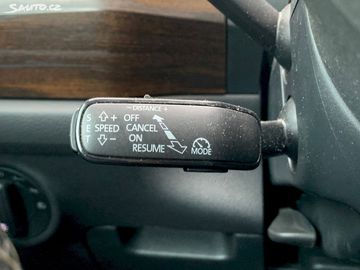 SAUTO.CZ
- DISTANCE +
S + OFF
E SPEED CANCEL
T - ON
RESUME MODE